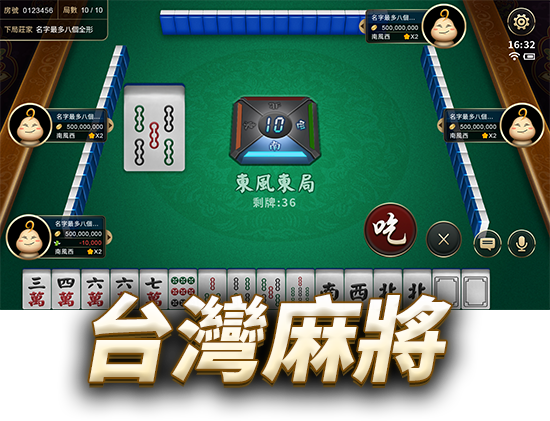 房號 0123456 局數 10 / 10
下局莊家 名字最多八個全形
名字最多八個...
500,000,000
南風西 X2
16:32
名字最多八個...
500,000,000
南風西 X2
名字最多八個...
500,000,000
南風西 X2
10
南
東風東局
剩牌:36
吃
名字最多八個...
500,000,000
-10,000
南風西 X2
三萬 四萬 六萬 六萬 七萬 南 西 北 北
台灣麻將